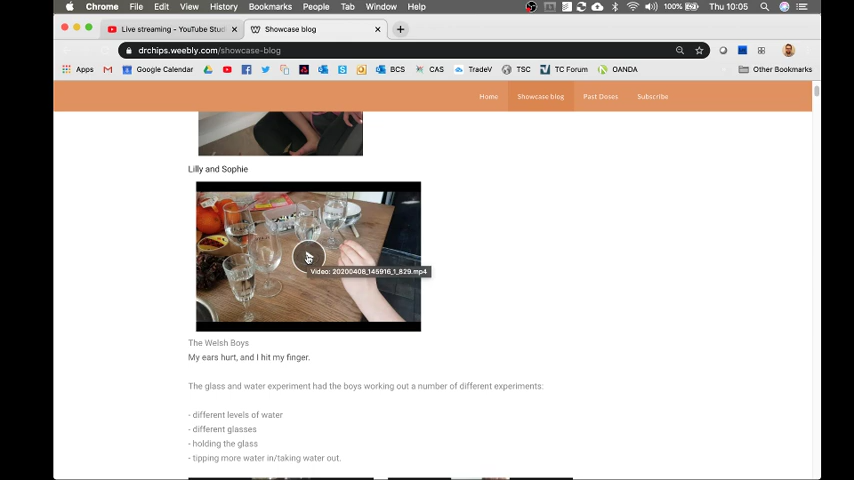 Chrome File Edit View History Bookmarks People Tab Window Help 100% Thu 10:05
Live streaming - YouTube Studi Showcase blog
drchips.weebly.com/showcase-blog
Apps Google Calendar BCS CAS TradeV TSC TC Forum OANDA Other Bookmarks
Home Showcase blog Past Doses Subscribe
Lilly and Sophie
Video: 20200408_145916_1_829.mp4
The Welsh Boys
My ears hurt, and I hit my finger.
The glass and water experiment had the boys working out a number of different experiments:
- different levels of water
- different glasses
- holding the glass
- tipping more water in/taking water out.